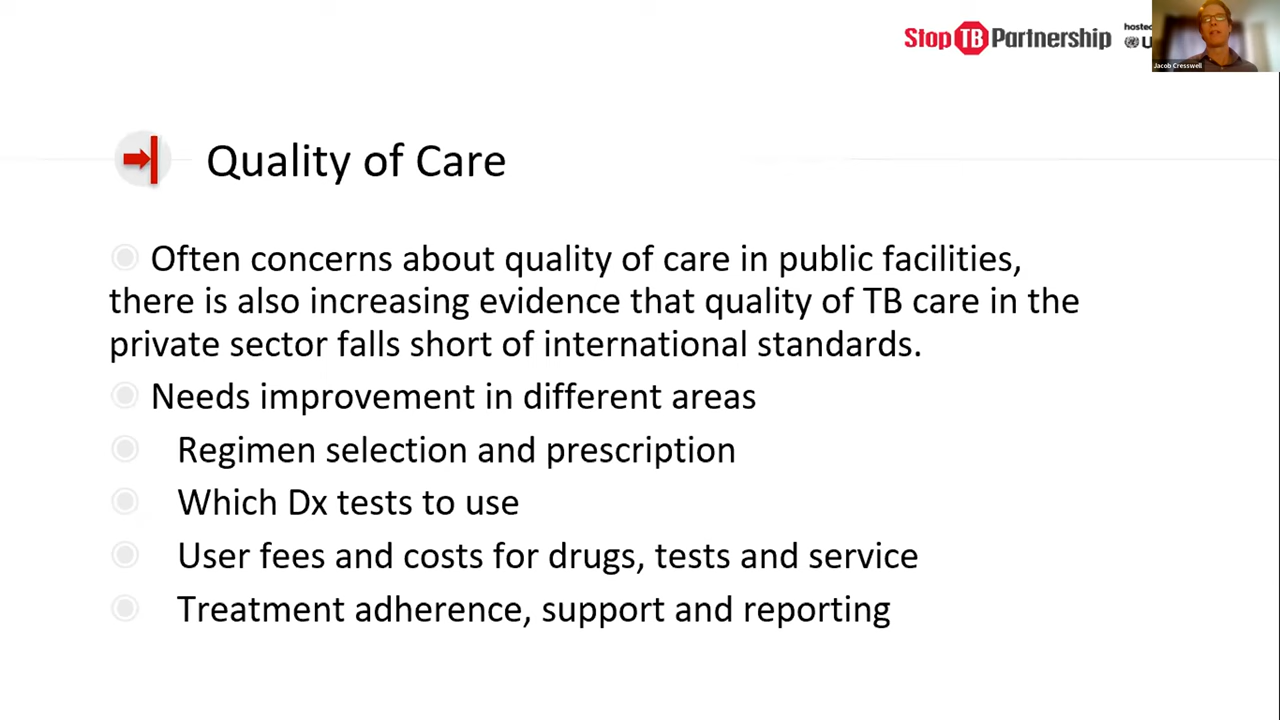 Stop TB Partnership
hosted
U
Jacob Cresswell
Quality of Care
Often concerns about quality of care in public facilities,
there is also increasing evidence that quality of TB care in the
private sector falls short of international standards.
Needs improvement in different areas
Regimen selection and prescription
Which Dx tests to use
User fees and costs for drugs, tests and service
Treatment adherence, support and reporting